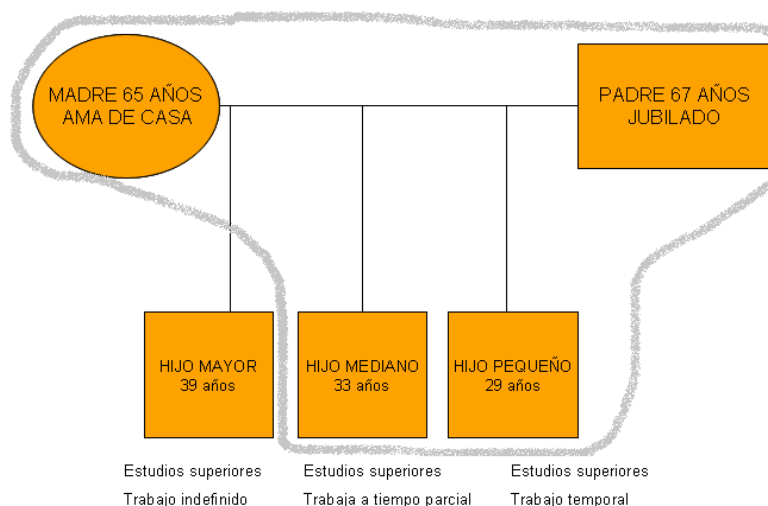 MADRE 65 AÑOS
AMA DE CASA
PADRE 67 AÑOS
JUBILADO
HIJO MAYOR
39 años
HIJO MEDIANO
33 años
HIJO PEQUEÑO
29 años
Estudios superiores
Trabajo indefinido
Estudios superiores
Trabaja a tiempo parcial
Estudios superiores
Trabajo temporal